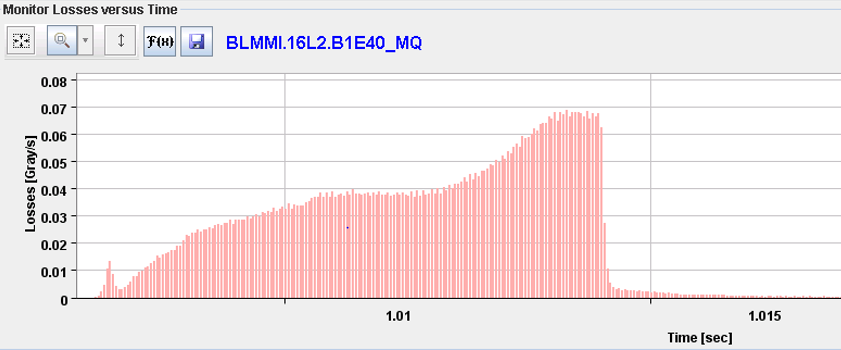 Monitor Losses versus Time
F(x)
BLMMI.16L2.B1E40_MQ
Losses [Gray/s]
0.08
0.07
0.06
0.05
0.04
0.03
0.02
0.01
0
1.01
1.015
Time [sec]